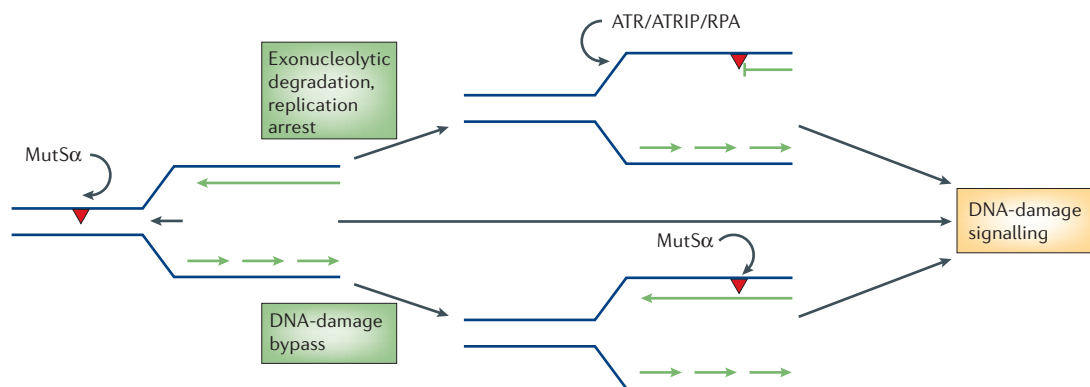 ATR/ATRIP/RPA
Exonucleolytic
degradation,
replication
arrest
MutSα
DNA-damage
signalling
MutSα
DNA-damage
bypass